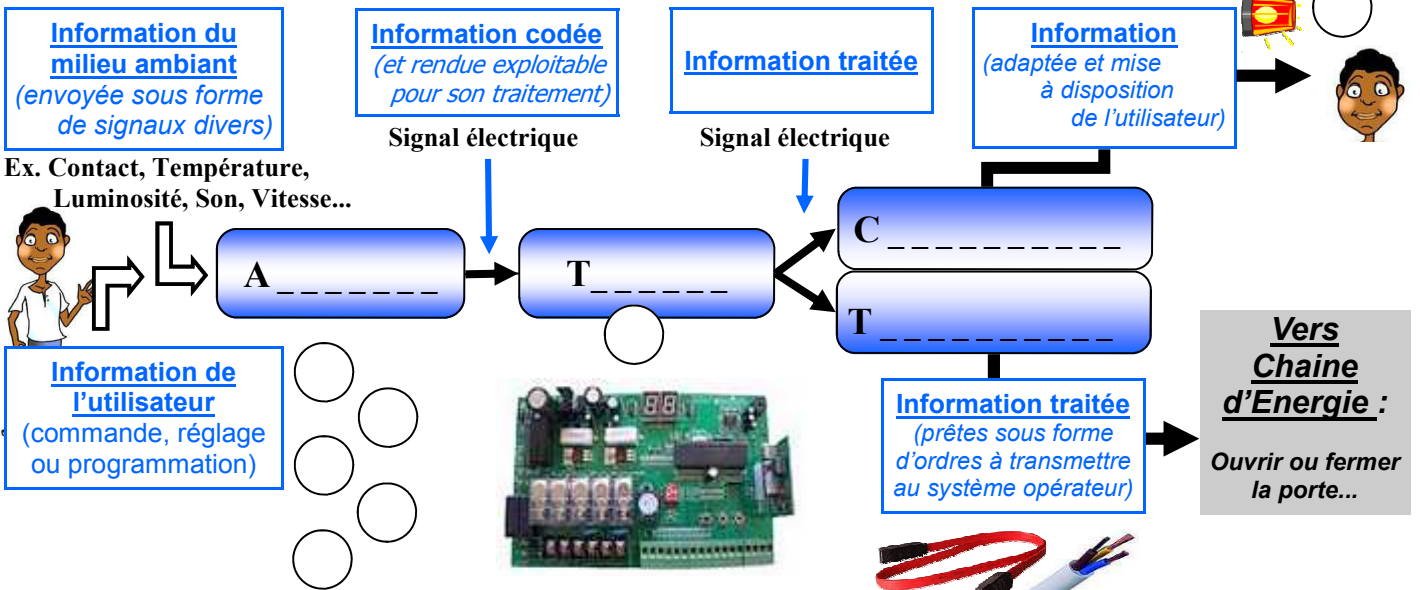 Information du
milieu ambiant
(envoyée sous forme
de signaux divers)
Ex. Contact, Température,
Luminosité, Son, Vitesse...
Information codée
(et rendue exploitable
pour son traitement)
Signal électrique
Information traitée
Signal électrique
Information
(adaptée et mise
à disposition
de l'utilisateur)
A _ _ _ _ _ _ _
T_ _ _ _ _ _
C _ _ _ _ _ _ _ _ _ _
T _ _ _ _ _ _ _ _ _ _
Information de
l'utilisateur
(commande, réglage
ou programmation)
Information traitée
(prêtes sous forme
d'ordres à transmettre
au système opérateur)
Vers
Chaine
d'Energie :
Ouvrir ou fermer
la porte...